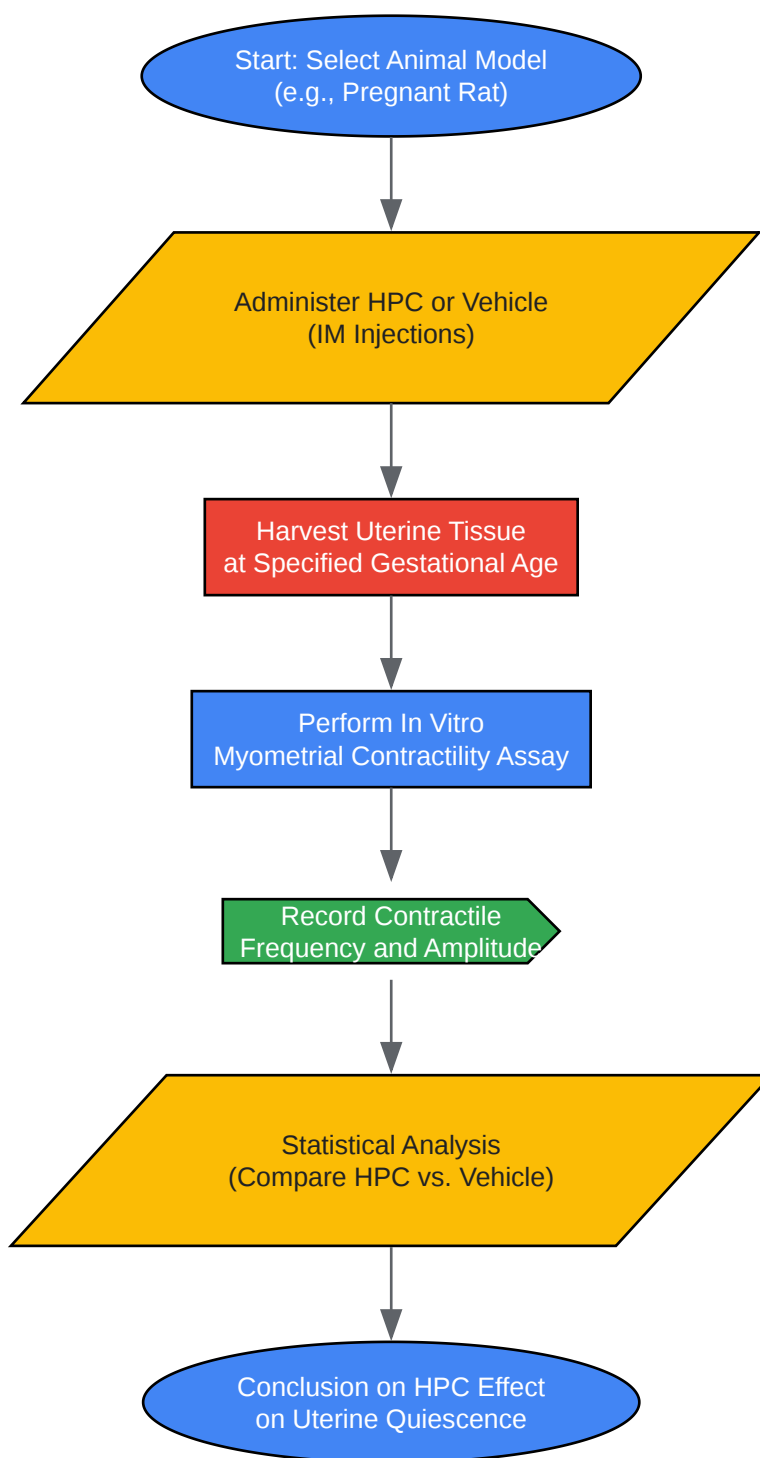 Start: Select Animal Model
(e.g., Pregnant Rat)
Administer HPC or Vehicle
(IM Injections)
Harvest Uterine Tissue
at Specified Gestational Age
Perform In Vitro
Myometrial Contractility Assay
Record Contractile
Frequency and Amplitude
Statistical Analysis
(Compare HPC vs. Vehicle)
Conclusion on HPC Effect
on Uterine Quiescence